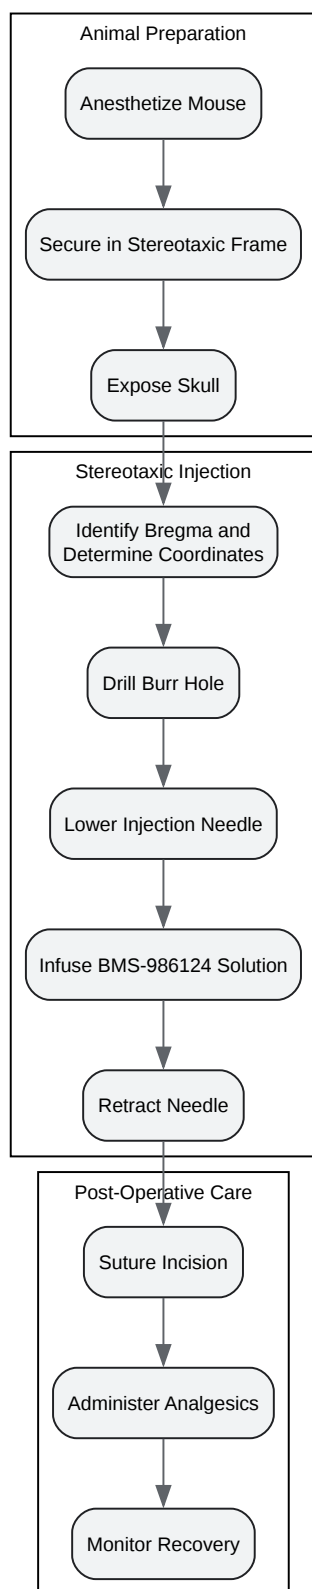 Animal Preparation
Anesthetize Mouse
Secure in Stereotaxic Frame
Expose Skull
Stereotaxic Injection
Identify Bregma and
Determine Coordinates
Drill Burr Hole
Lower Injection Needle
Infuse BMS-986124 Solution
Retract Needle
Post-Operative Care
Suture Incision
Administer Analgesics
Monitor Recovery